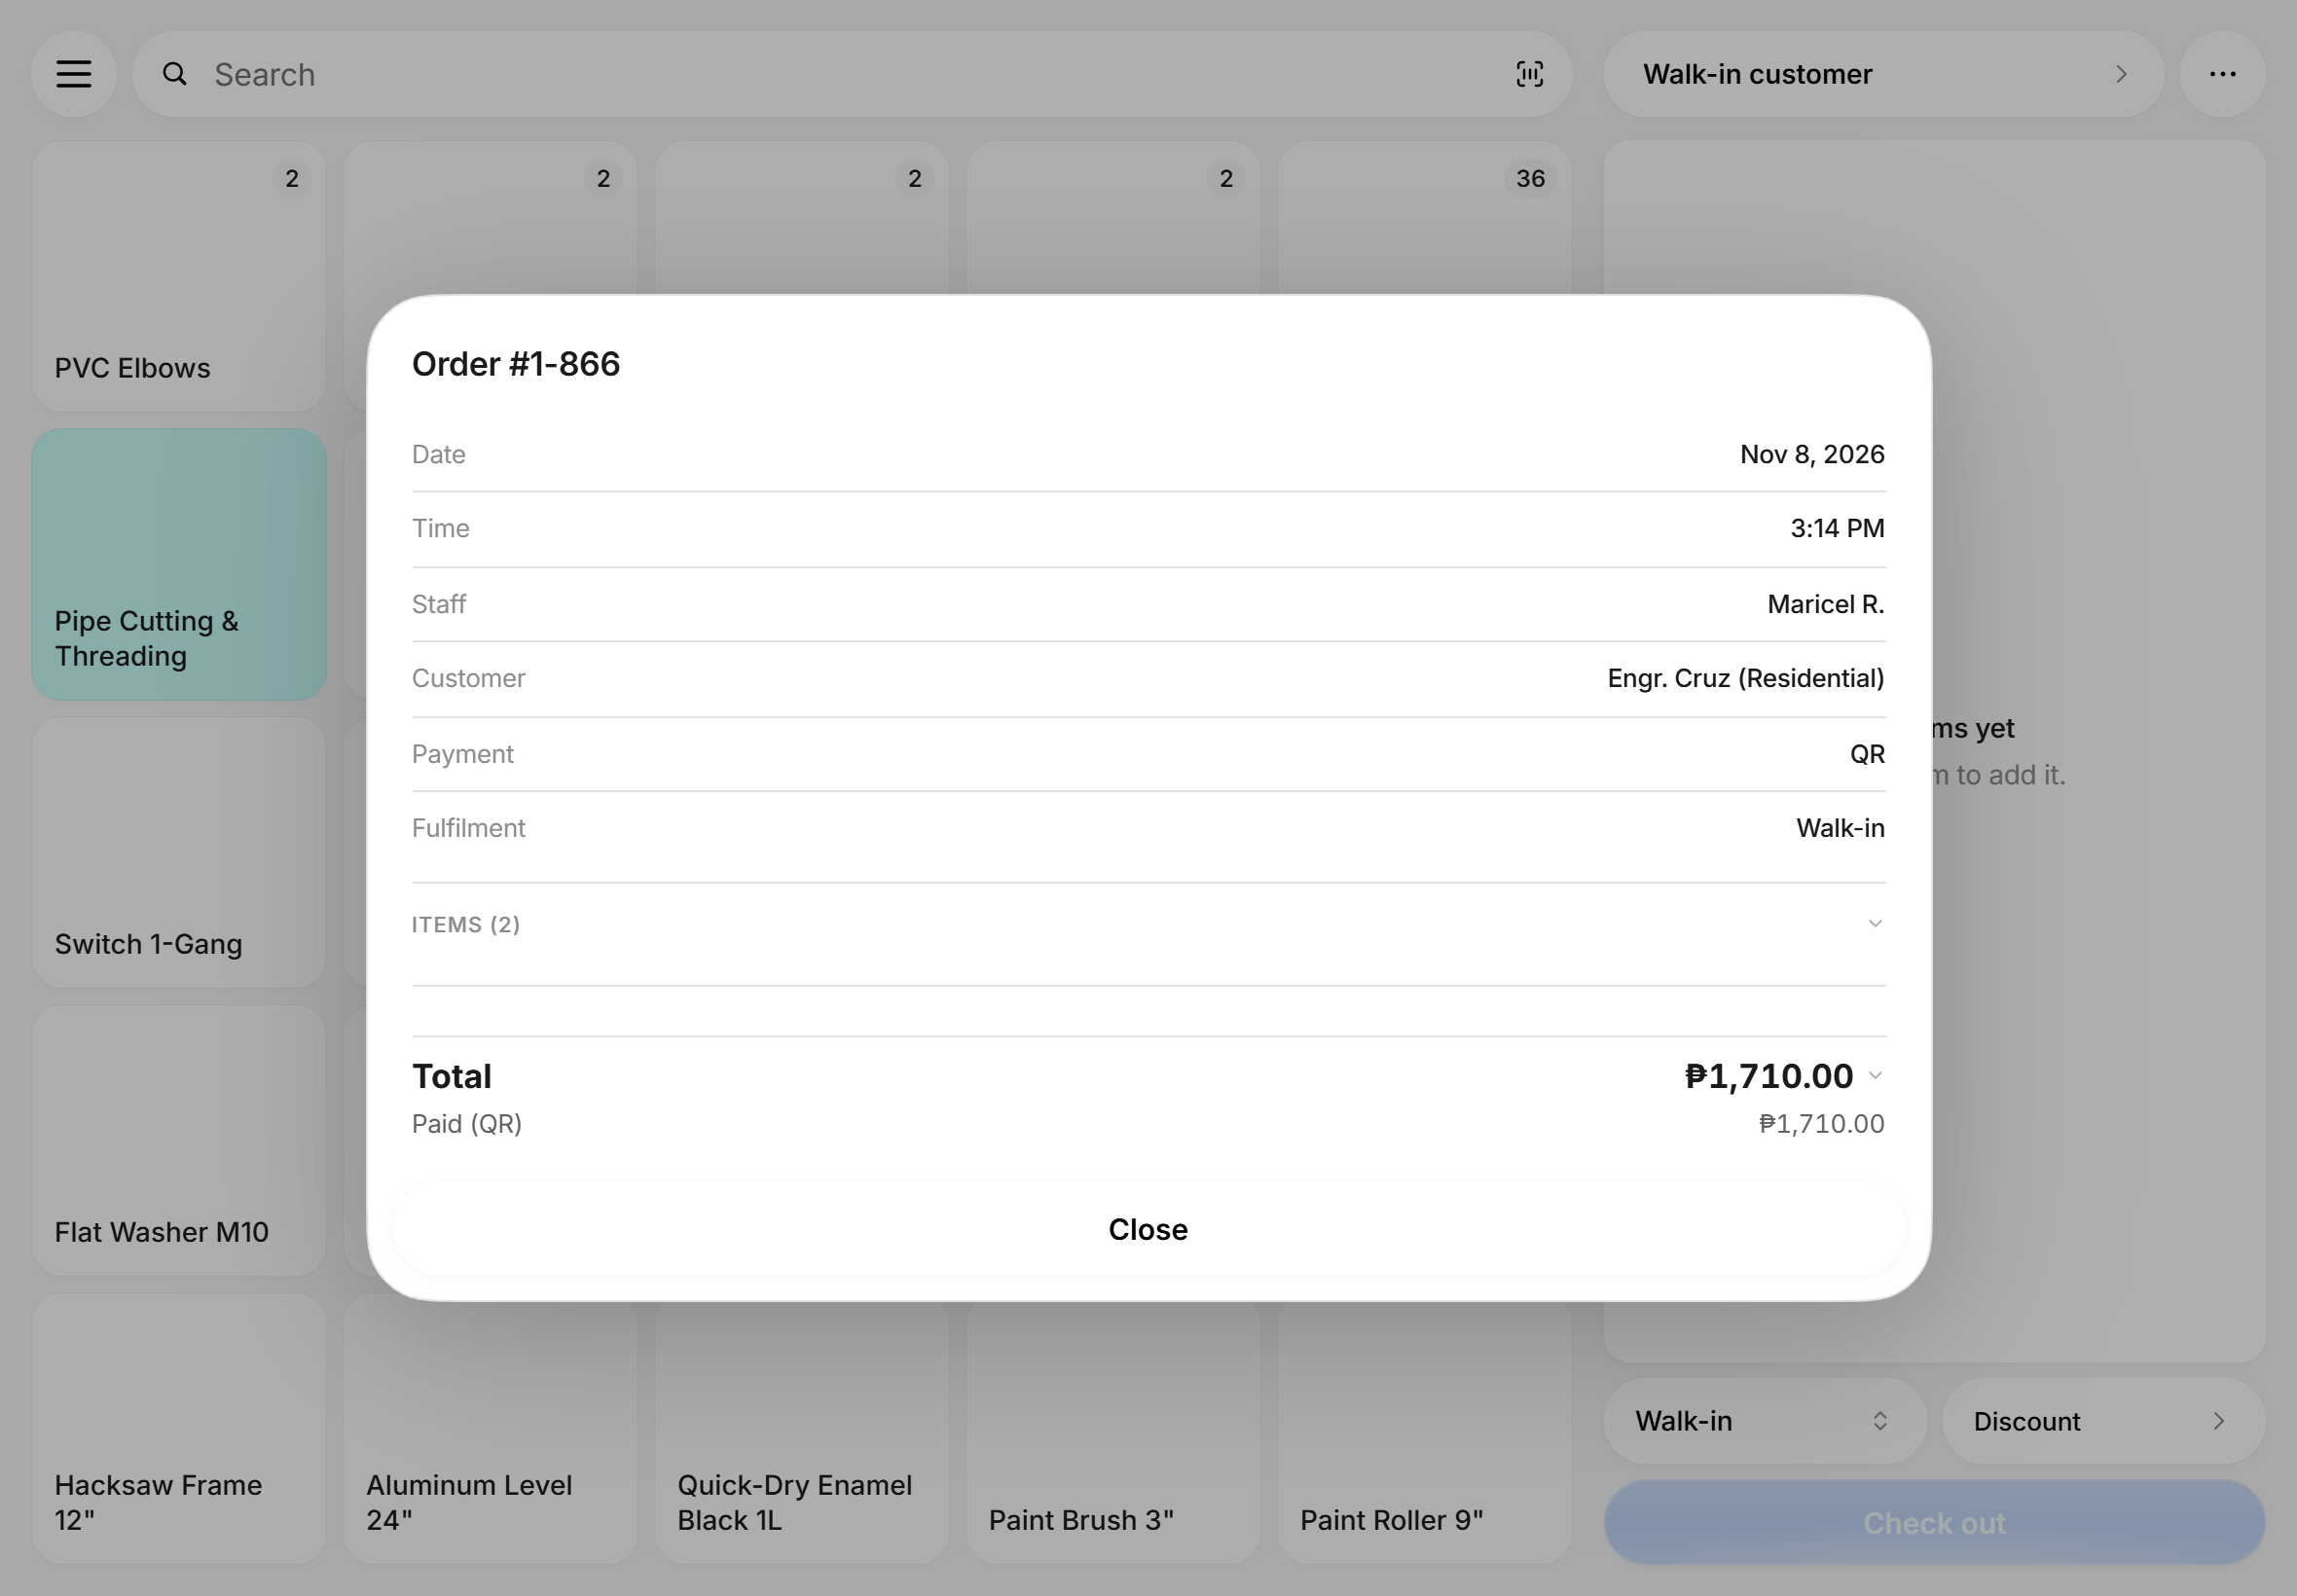 Search
Walk-in customer
2
2
2
2
36
PVC Elbows
Pipe Cutting &
Threading
Switch 1-Gang
Flat Washer M10
Hacksaw Frame
12"
Aluminum Level
24"
Quick-Dry Enamel
Black 1L
Paint Brush 3"
Paint Roller 9"
Order #1-866
Date
Nov 8, 2026
Time
3:14 PM
Staff
Maricel R.
Customer
Engr. Cruz (Residential)
Payment
QR
Fulfilment
Walk-in
ITEMS (2)
Total
₱1,710.00
Paid (QR)
₱1,710.00
Close
yet
to add it.
Walk-in
Discount
Check out